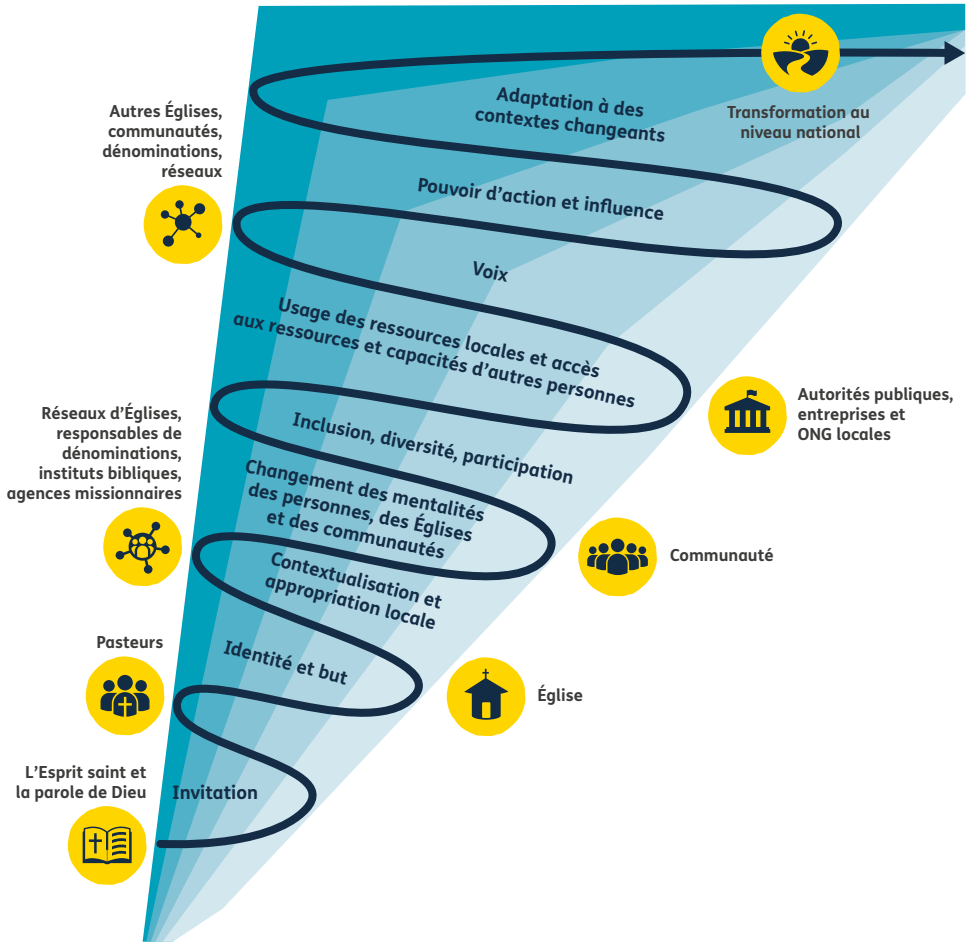 Adaptation à des
contextes changeants
Transformation au
niveau national
Autres Églises,
communautés,
dénominations,
réseaux
Pouvoir d’action et influence
Voix
Usage des ressources locales et accès
aux ressources et capacités d’autres personnes
Autorités publiques,
entreprises et
ONG locales
Réseaux d’Églises,
responsables de
dénominations,
instituts bibliques,
agences missionnaires
Inclusion, diversité, participation
Changement des mentalités
des personnes, des Églises
et des communautés
Communauté
Contextualisation et
appropriation locale
Pasteurs
Identité et but
Église
L’Esprit saint et
la parole de Dieu
Invitation